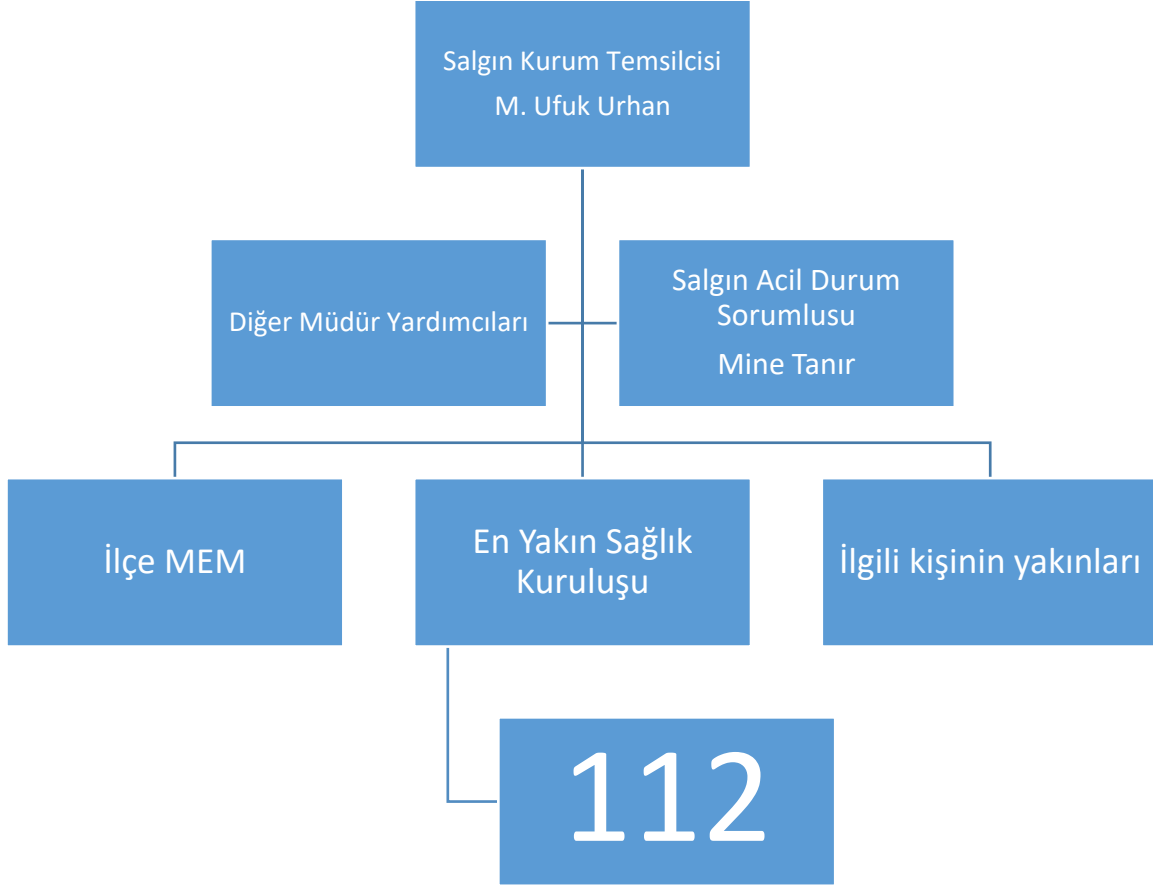 Salgın Kurum Temsilcisi
M. Ufuk Urhan
Diğer Müdür Yardımcıları
Salgın Acil Durum
Sorumlusu
Mine Tanır
İlçe MEM
En Yakın Sağlık
Kuruluşu
İlgili kişinin yakınları
112